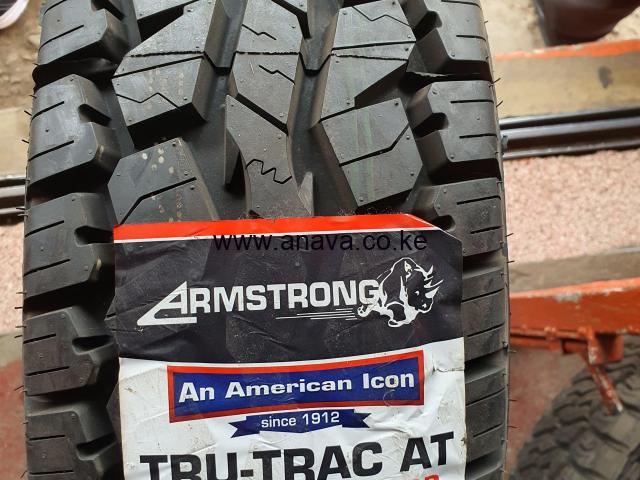 www.anava.co.ke
ARMSTRONG
An American Icon
since 1912
TRU-TRAC AT